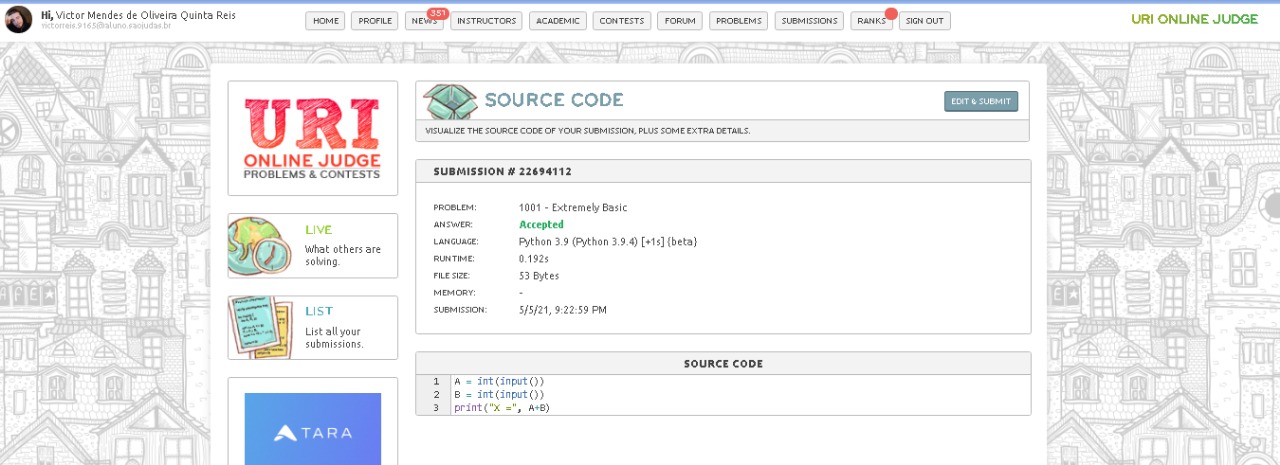 Hi, Victor Mendes de Oliveira Quinta Reis
victorreis.9165@aluno.saojudas.br
HOME
PROFILE
NEWS
351
INSTRUCTORS
ACADEMIC
CONTESTS
FORUM
PROBLEMS
SUBMISSIONS
RANKS
SIGN OUT
URI ONLINE JUDGE
URI
ONLINE JUDGE
PROBLEMS & CONTESTS
LIVE
What others are
solving.
LIST
List all your
submissions.
ATARA
SOURCE CODE
EDIT & SUBMIT
VISUALIZE THE SOURCE CODE OF YOUR SUBMISSION, PLUS SOME EXTRA DETAILS.
SUBMISSION # 22694112
PROBLEM: 1001 - Extremely Basic
ANSWER: Accepted
LANGUAGE: Python 3.9 (Python 3.9.4) [+1s] {beta}
RUNTIME: 0.192s
FILE SIZE: 53 Bytes
MEMORY: -
SUBMISSION: 5/5/21, 9:22:59 PM
SOURCE CODE
1 A = int(input())
2 B = int(input())
3 print("X =", A+B)